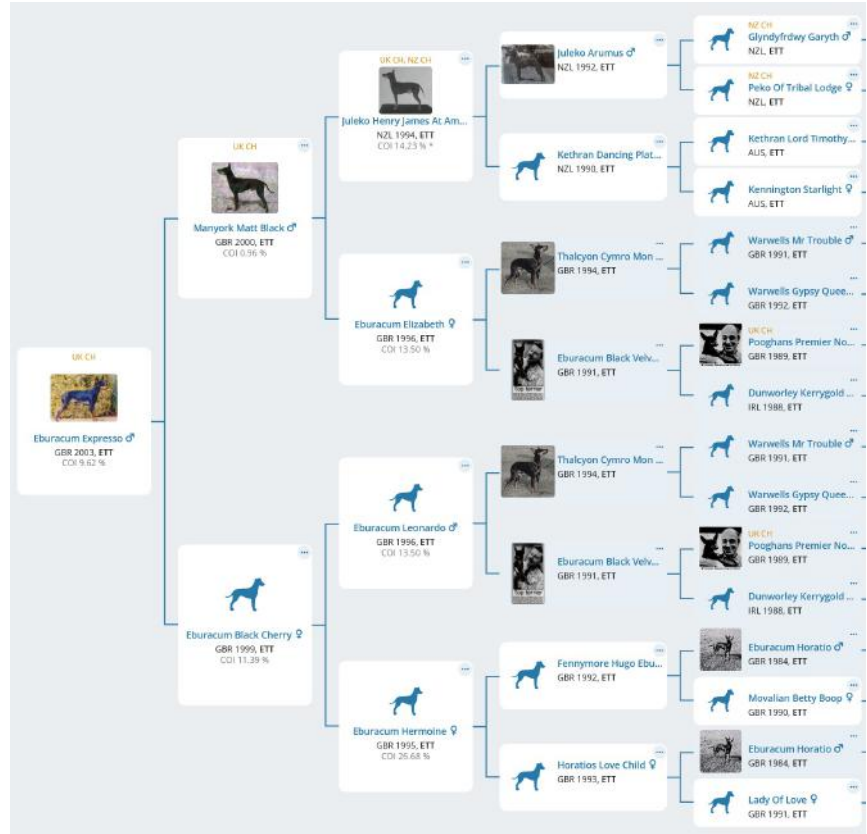 UK CH
Eburacum Expresso ♂
GBR 2003, ETT
COI 9.62 %
UK CH
Manyork Matt Black ♂
GBR 2000, ETT
COI 0.96 %
Eburacum Black Cherry ♀
GBR 1999, ETT
COI 11.39 %
UK CH, NZ CH
Juleko Henry James At Am...
NZL 1994, ETT
COI 14.23 % *
Eburacum Elizabeth ♀
GBR 1996, ETT
COI 13.50 %
Eburacum Leonardo ♂
GBR 1996, ETT
COI 13.50 %
Eburacum Hermoine ♀
GBR 1995, ETT
COI 26.68 %
Juleko Arumus ♂
NZL 1992, ETT
Kethran Dancing Plat...
NZL 1990, ETT
Thalcyon Cymro Mon ...
GBR 1994, ETT
Eburacum Black Velv...
GBR 1991, ETT
Thalcyon Cymro Mon ...
GBR 1994, ETT
Eburacum Black Velv...
GBR 1991, ETT
Fennymore Hugo Ebu...
GBR 1992, ETT
Horatios Love Child ♀
GBR 1993, ETT
NZ CH
Glyndyfrdwy Garyth ♂
NZL, ETT
NZ CH
Peko Of Tribal Lodge ♀
NZL, ETT
Kethran Lord Timothy...
AUS, ETT
Kennington Starlight ♀
AUS, ETT
Warwells Mr Trouble ♂
GBR 1991, ETT
Warwells Gypsy Quee...
GBR 1992, ETT
UK CH
Pooghans Premier No...
GBR 1989, ETT
Dunworley Kerrygold ...
IRL 1988, ETT
Warwells Mr Trouble ♂
GBR 1991, ETT
Warwells Gypsy Quee...
GBR 1992, ETT
UK CH
Pooghans Premier No...
GBR 1989, ETT
Dunworley Kerrygold ...
IRL 1988, ETT
Eburacum Horatio ♂
GBR 1984, ETT
Movalian Betty Boop ♀
GBR 1990, ETT
Eburacum Horatio ♂
GBR 1984, ETT
Lady Of Love ♀
GBR 1991, ETT